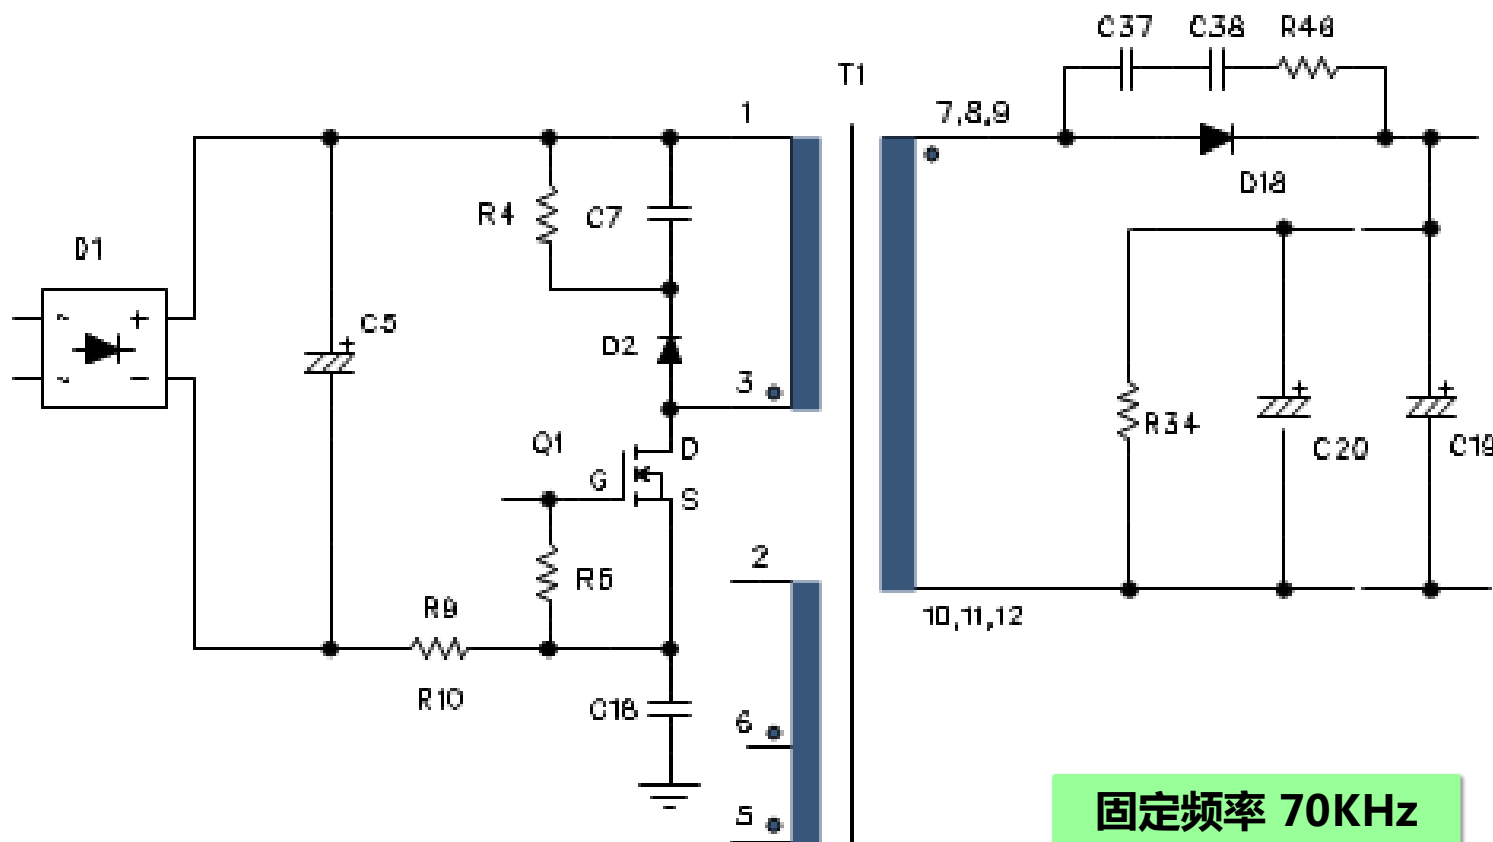 C37 C38 R40
T1
1
7,8,9
D18
R4 C7
D1
~ +
~ −
C5
+
D2
3
Q1
D
G
S
R34
+
C20
+
C19
2
R5
R9
R10
10,11,12
C18
6
5
固定频率 70KHz